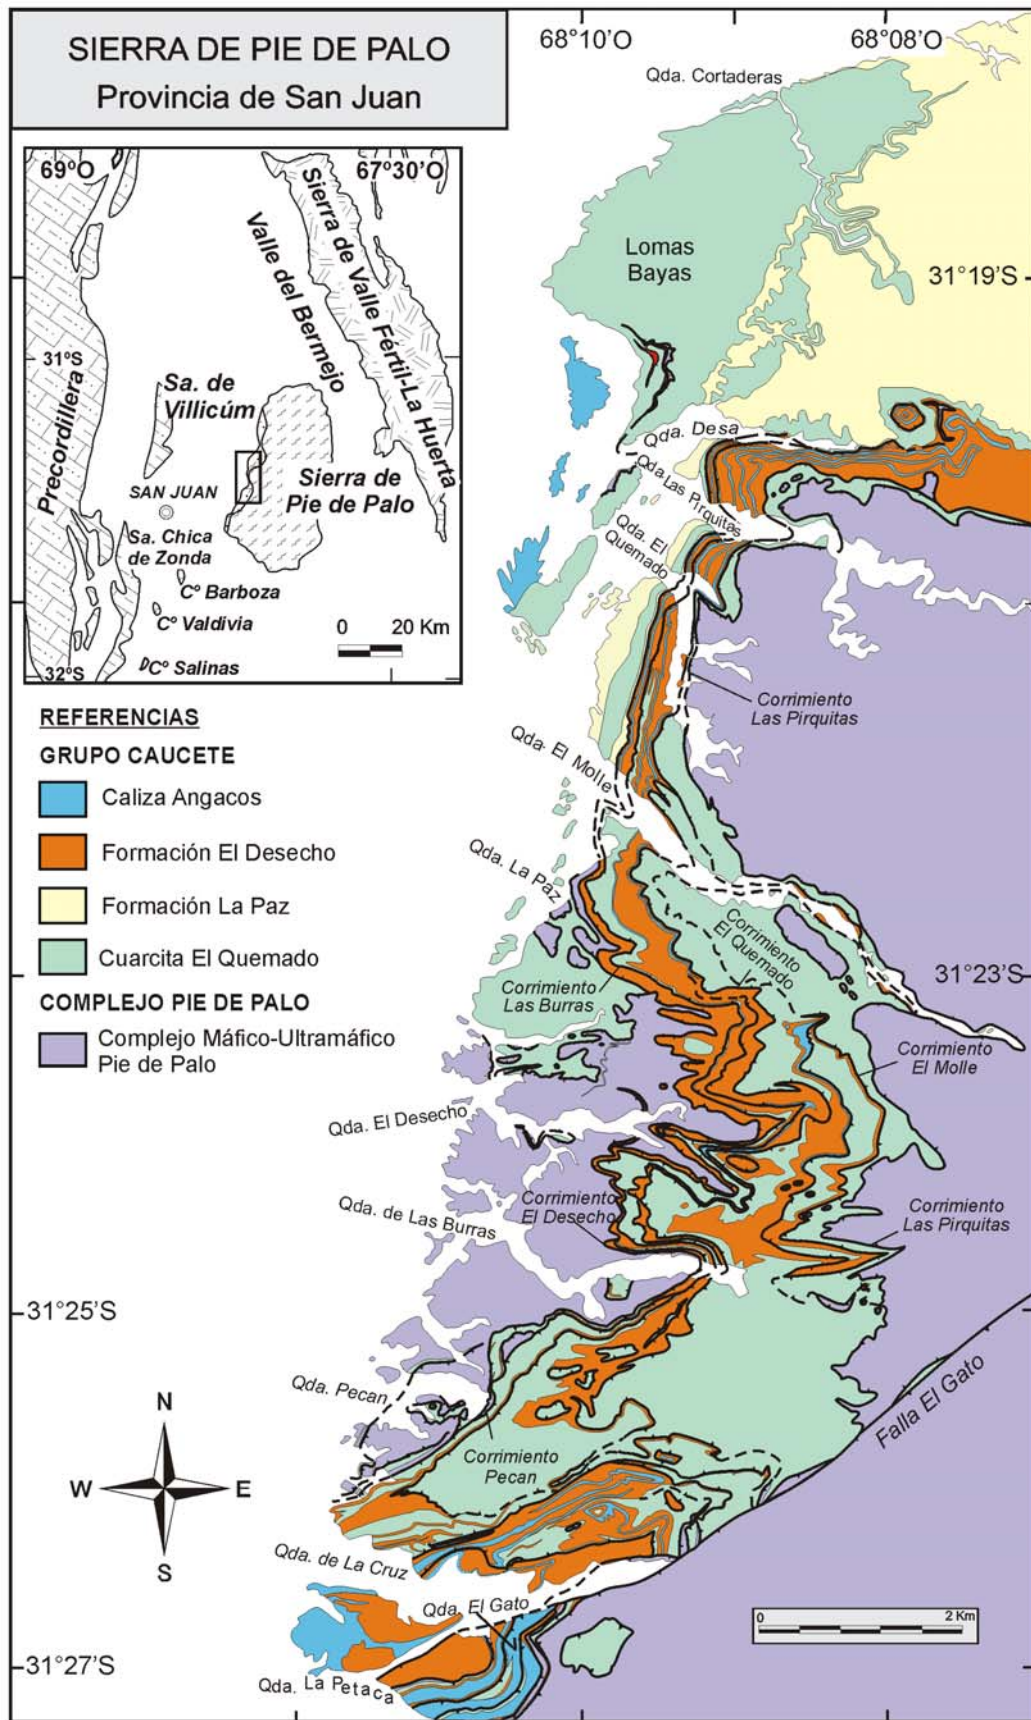 SIERRA DE PIE DE PALO
Provincia de San Juan
69°O
67°30'O
Sierra de Valle Fértil-La Huerta
Valle del Bermejo
Precordillera
31°S
Sa. de
Villicúm
SAN JUAN
Sierra de
Pie de Palo
Sa. Chica
de Zonda
C° Barboza
C° Valdivia
C° Salinas
0 20 Km
32°S
REFERENCIAS
GRUPO CAUCETE
Caliza Angacos
Formación El Desecho
Formación La Paz
Cuarcita El Quemado
COMPLEJO PIE DE PALO
Complejo Máfico-Ultramáfico
Pie de Palo
68°10'O
68°08'O
Qda. Cortaderas
Lomas
Bayas
31°19'S
Qda. Desa
Qda Las Pirquitas
Qda. El
Quemado
Corrimiento
Las Pirquitas
Qda. El Molle
Qda. La Paz
Corrimiento
El Quemado
31°23'S
Corrimiento
Las Burras
Corrimiento
El Molle
Qda. El Desecho
Corrimiento
El Desecho
Qda. de Las Burras
Corrimiento
Las Pirquitas
31°25'S
Qda. Pecan
Falla El Gato
Corrimiento
Pecan
N
W
E
S
Qda. de La Cruz
Qda. El Gato
0 2 Km
31°27'S
Qda. La Petaca